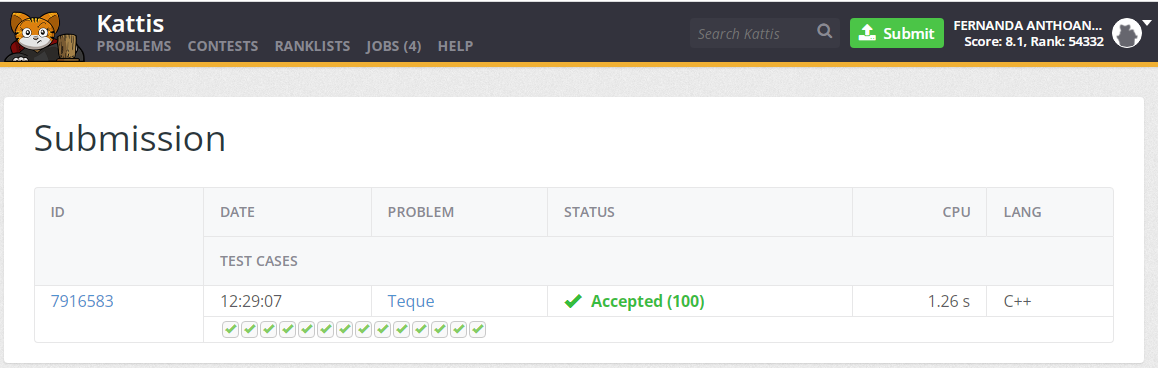 Kattis
PROBLEMS CONTESTS RANKLISTS JOBS (4) HELP
Search Kattis
Submit
FERNANDA ANTHOAN...
Score: 8.1, Rank: 54332
Submission
ID DATE PROBLEM STATUS CPU LANG
TEST CASES
7916583 12:29:07 Teque Accepted (100) 1.26 s C++